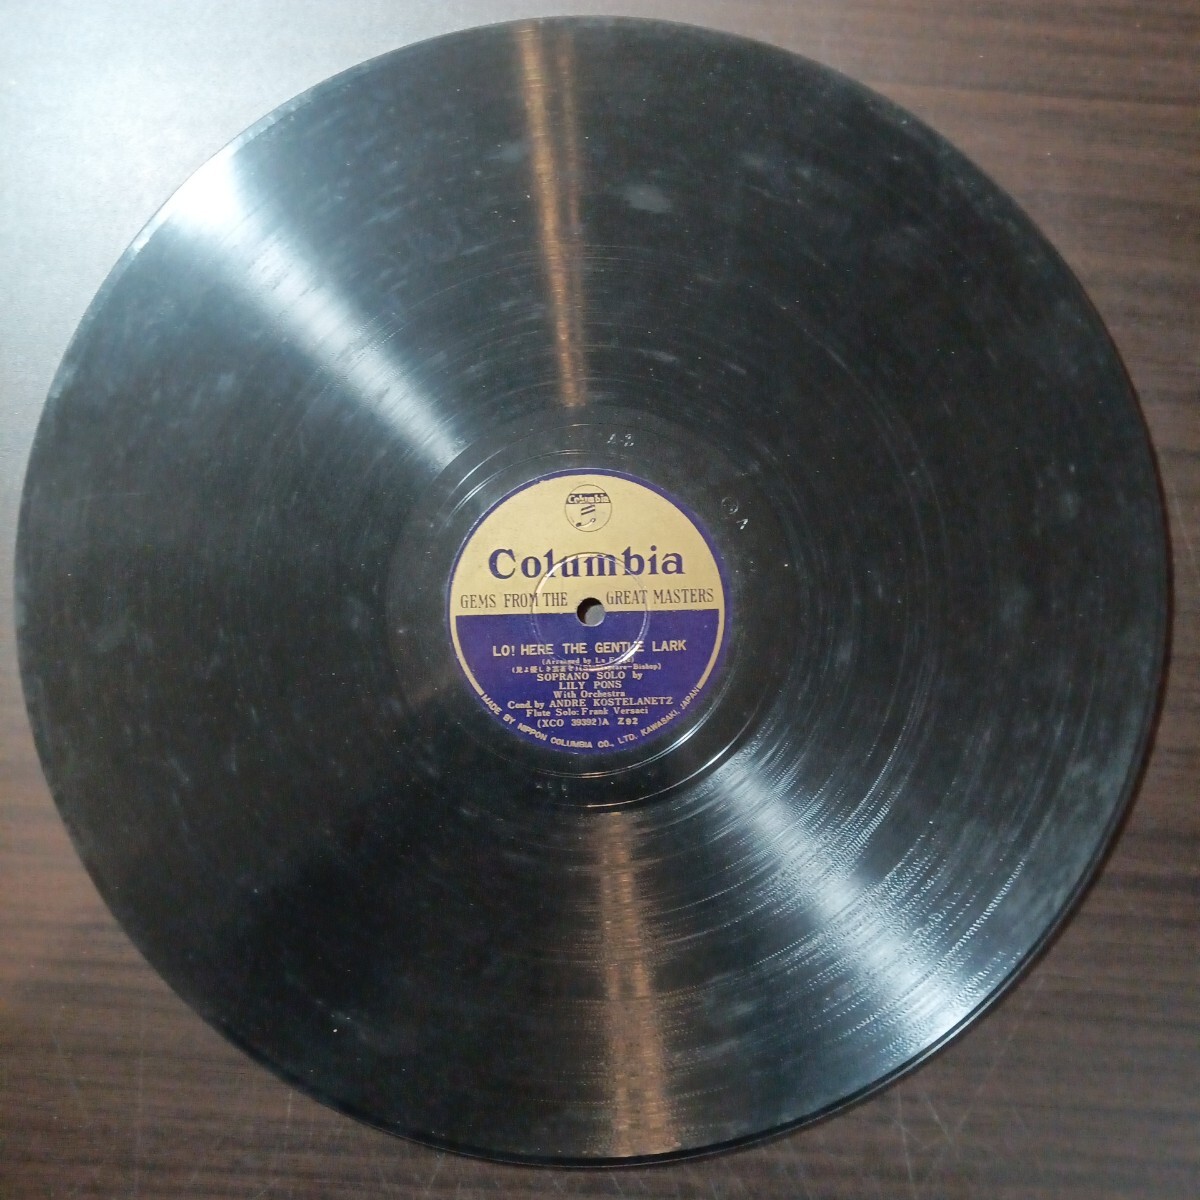 A-2
A
Columbia
Columbia
GEMS FROM THE GREAT MASTERS
LO! HERE THE GENTLE LARK
(Arranged by La
SOPRANO SOLO by
LILY PONS
With Orchestra
Cond. by ANDRE KOSTELANETZ
Flute Solo: Frank Versaci
(XCO 39392)A Z92
MADE BY NIPPON COLUMBIA CO., LTD. KAWASAKI, JAPAN